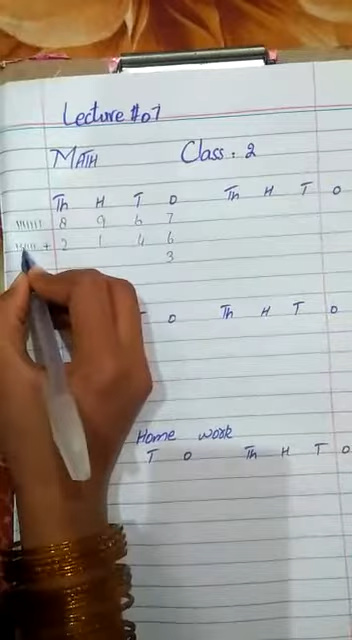 Lecture #07
MATH Class: 2
Th H T O Th H T O
8 9 6 7
+ 2 1 4 6
3
T O Th H T O
Home work
T O Th H T O